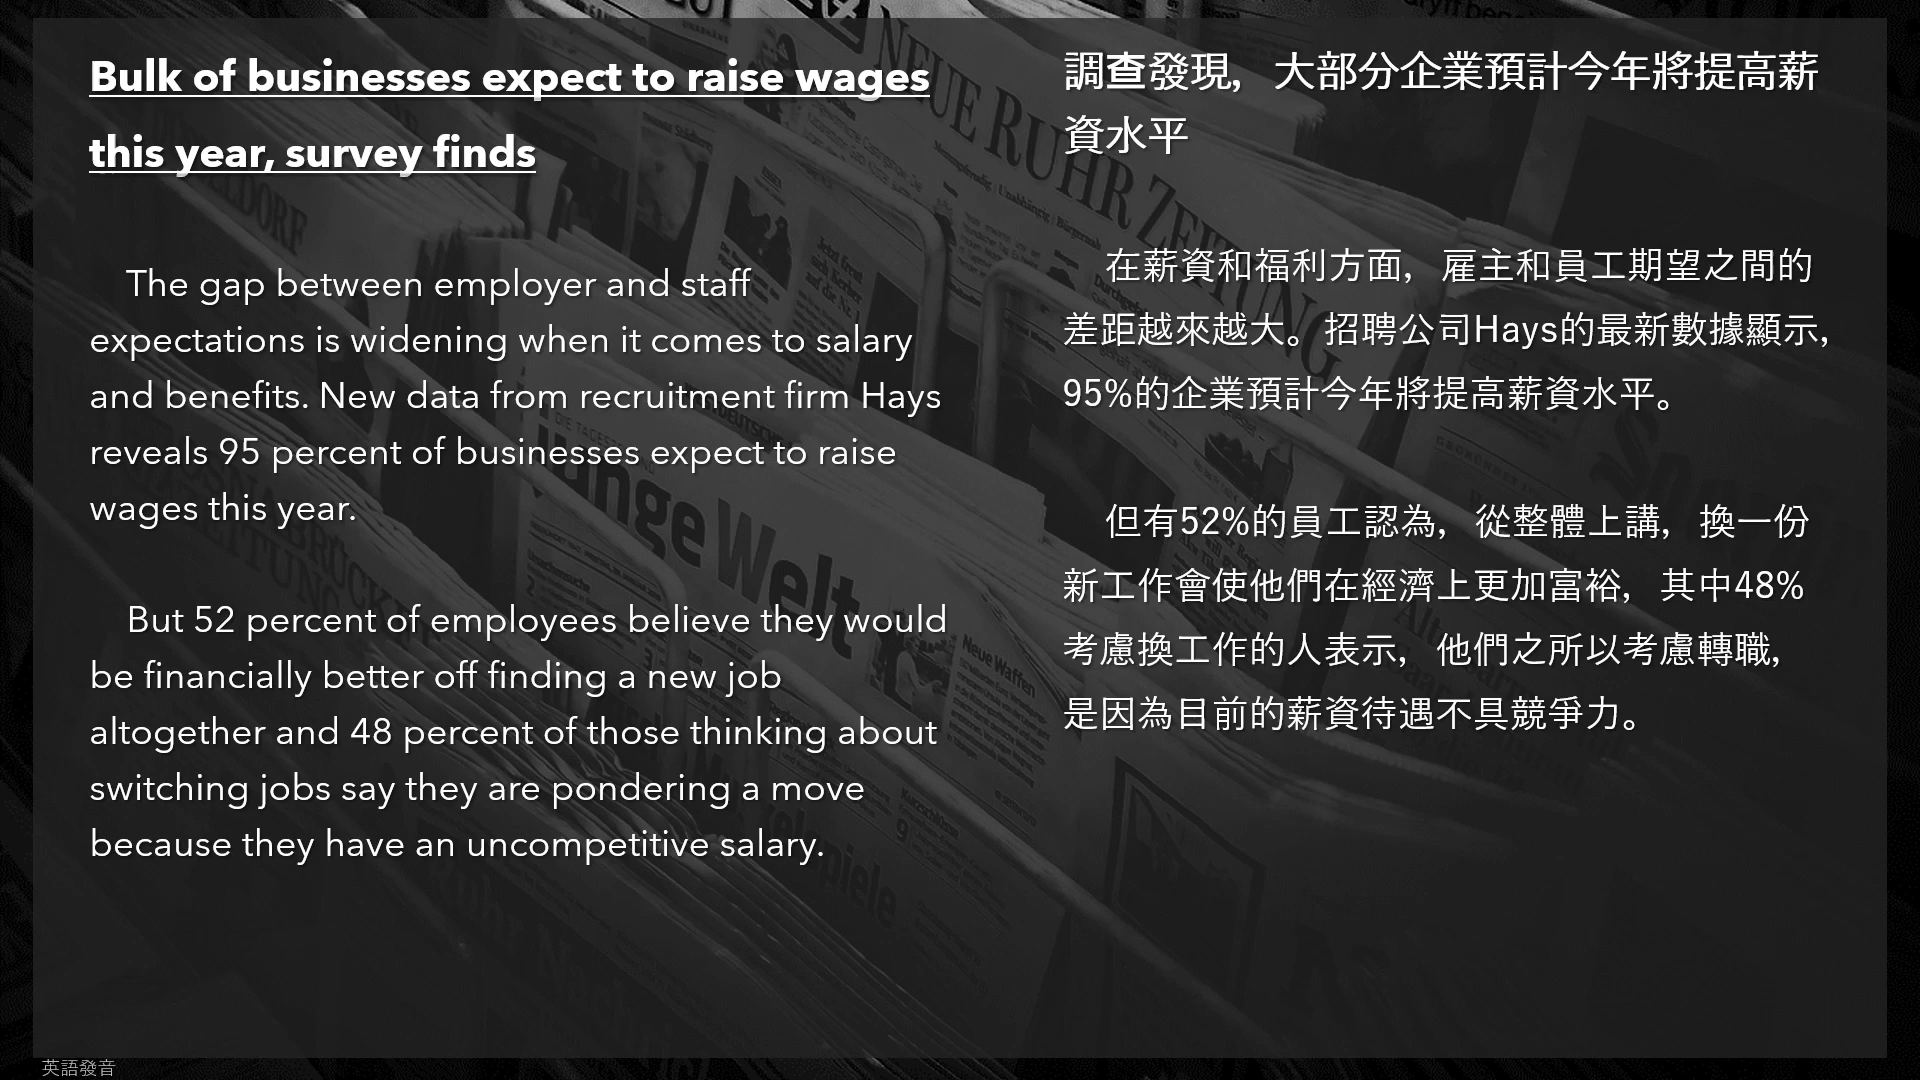 Bulk of businesses expect to raise wages
this year, survey finds
The gap between employer and staff
expectations is widening when it comes to salary
and benefits. New data from recruitment firm Hays
reveals 95 percent of businesses expect to raise
wages this year.
But 52 percent of employees believe they would
be financially better off finding a new job
altogether and 48 percent of those thinking about
switching jobs say they are pondering a move
because they have an uncompetitive salary.
調查發現，大部分企業預計今年將提高薪
資水平
在薪資和福利方面，雇主和員工期望之間的
差距越來越大。招聘公司Hays的最新數據顯示，
95%的企業預計今年將提高薪資水平。
但有52%的員工認為，從整體上講，換一份
新工作會使他們在經濟上更加富裕，其中48%
考慮換工作的人表示，他們之所以考慮轉職，
是因為目前的薪資待遇不具競爭力。
NEUE RUHR ZEITUNG
junge Welt
Neue Waffen
英語發音